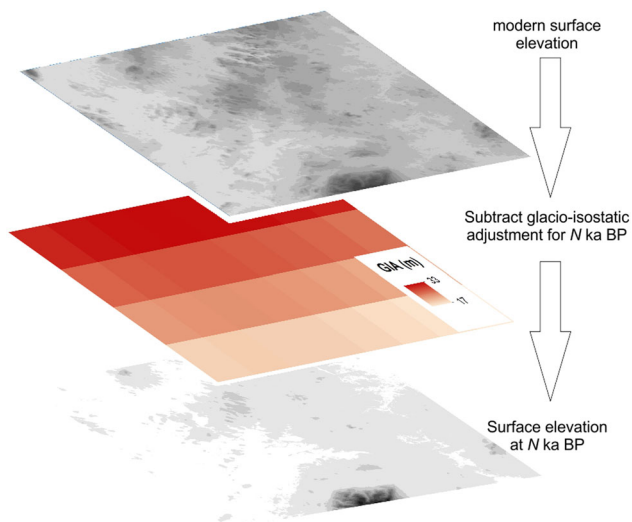 modern surface
elevation
Subtract glacio-isostatic
adjustment for N ka BP
GIA (m)
33
17
Surface elevation
at N ka BP